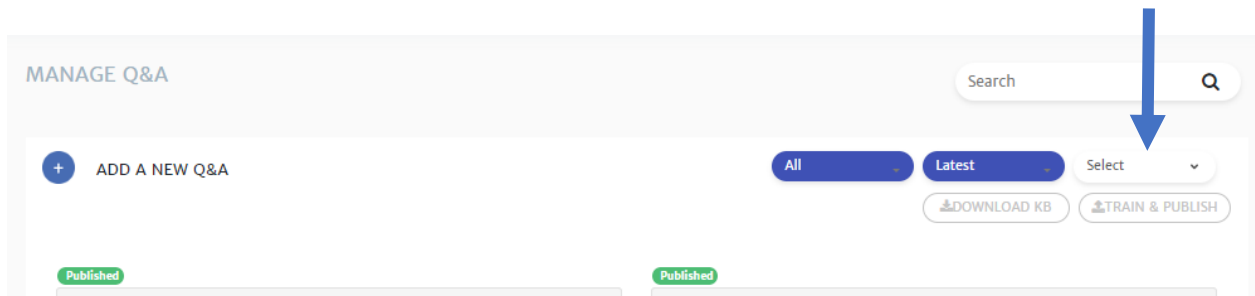 MANAGE Q&A
Search
ADD A NEW Q&A
All
Latest
Select
DOWNLOAD KB
TRAIN & PUBLISH
Published
Published